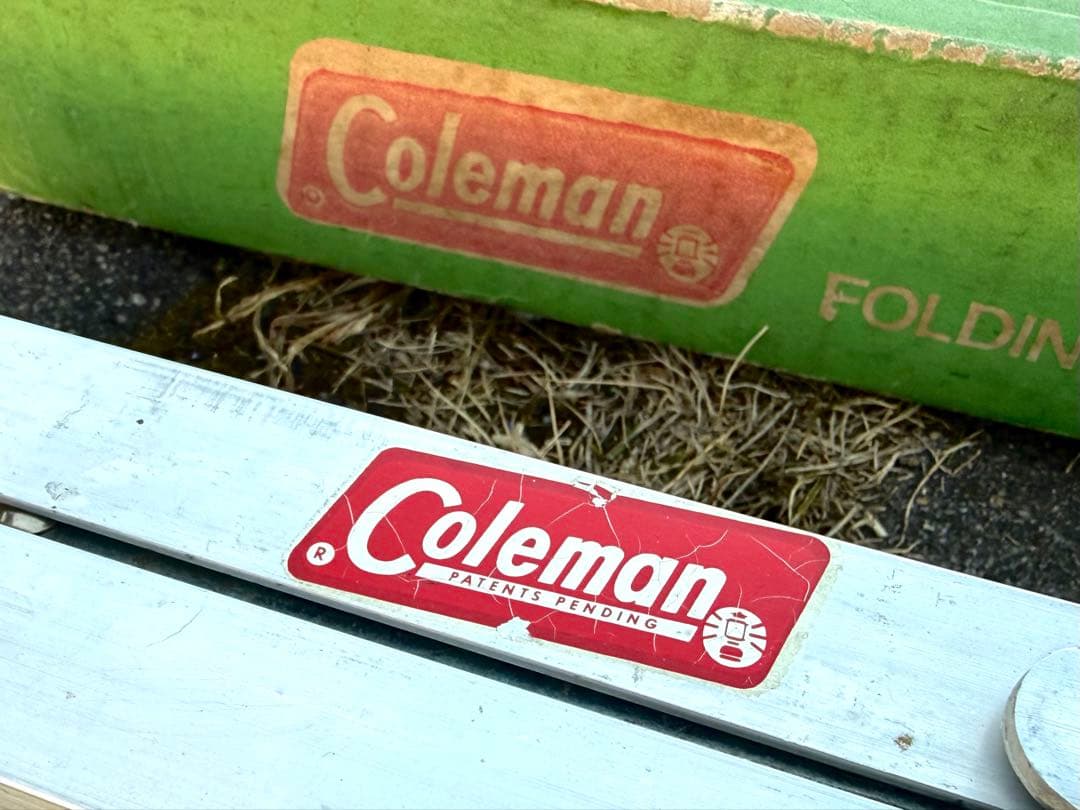 Coleman
®
FOLDIN
Coleman
PATENTS PENDING
®